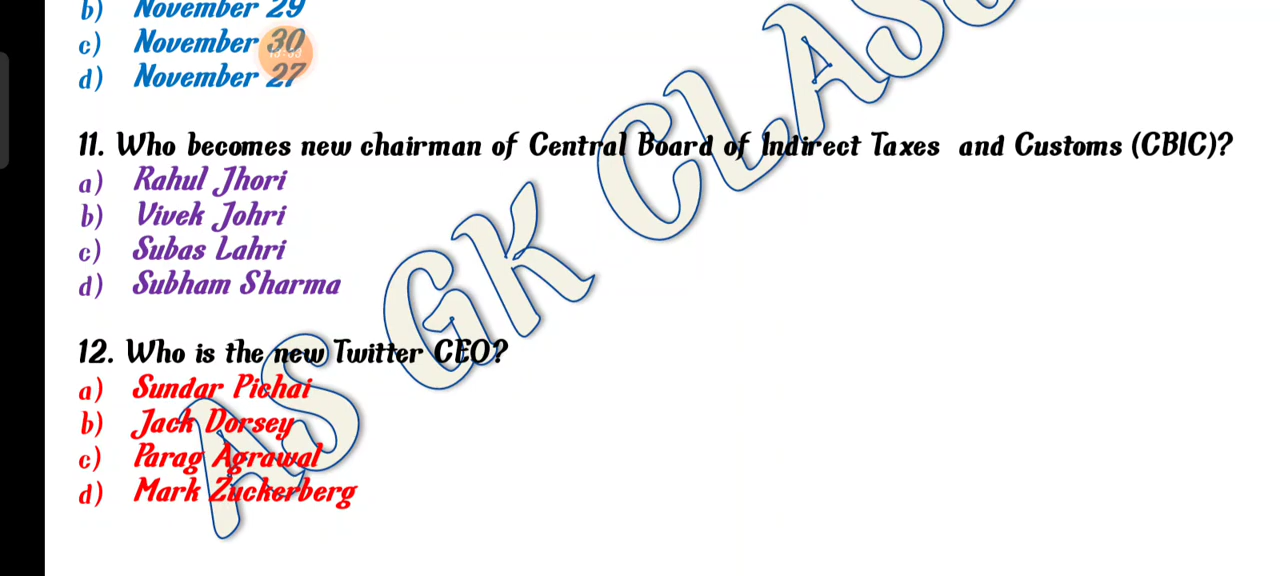 b) November 29
c) November 30
d) November 27
11. Who becomes new chairman of Central Board of Indirect Taxes and Customs (CBIC)?
a) Rahul Jhori
b) Vivek Johri
c) Subas Lahri
d) Subham Sharma
12. Who is the new Twitter CEO?
a) Sundar Pichai
b) Jack Dorsey
c) Parag Agrawal
d) Mark Zuckerberg
AS GK CLASS